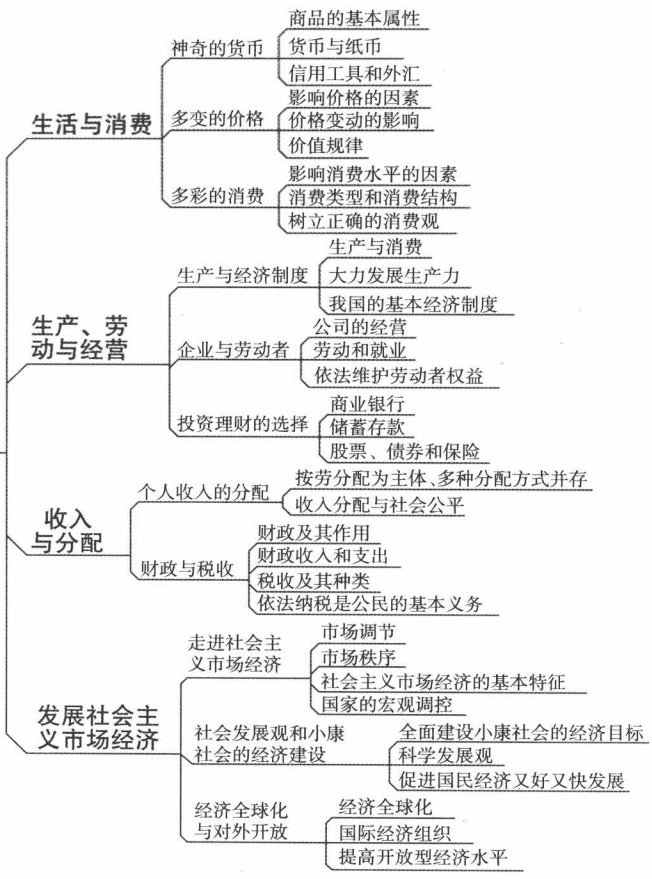 生活与消费
神奇的货币
商品的基本属性
货币与纸币
信用工具和外汇
多变的价格
影响价格的因素
价格变动的影响
价值规律
多彩的消费
影响消费水平的因素
消费类型和消费结构
树立正确的消费观
生产、劳
动与经营
生产与经济制度
生产与消费
大力发展生产力
我国的基本经济制度
企业与劳动者
公司的经营
劳动和就业
依法维护劳动者权益
投资理财的选择
商业银行
储蓄存款
股票、债券和保险
收入
与分配
个人收入的分配
按劳分配为主体、多种分配方式并存
收入分配与社会公平
财政与税收
财政及其作用
财政收入和支出
税收及其种类
依法纳税是公民的基本义务
发展社会主
义市场经济
走进社会主
义市场经济
市场调节
市场秩序
社会主义市场经济的基本特征
国家的宏观调控
社会发展观和小康
社会的经济建设
全面建设小康社会的经济目标
科学发展观
促进国民经济又好又快发展
经济全球化
与对外开放
经济全球化
国际经济组织
提高开放型经济水平